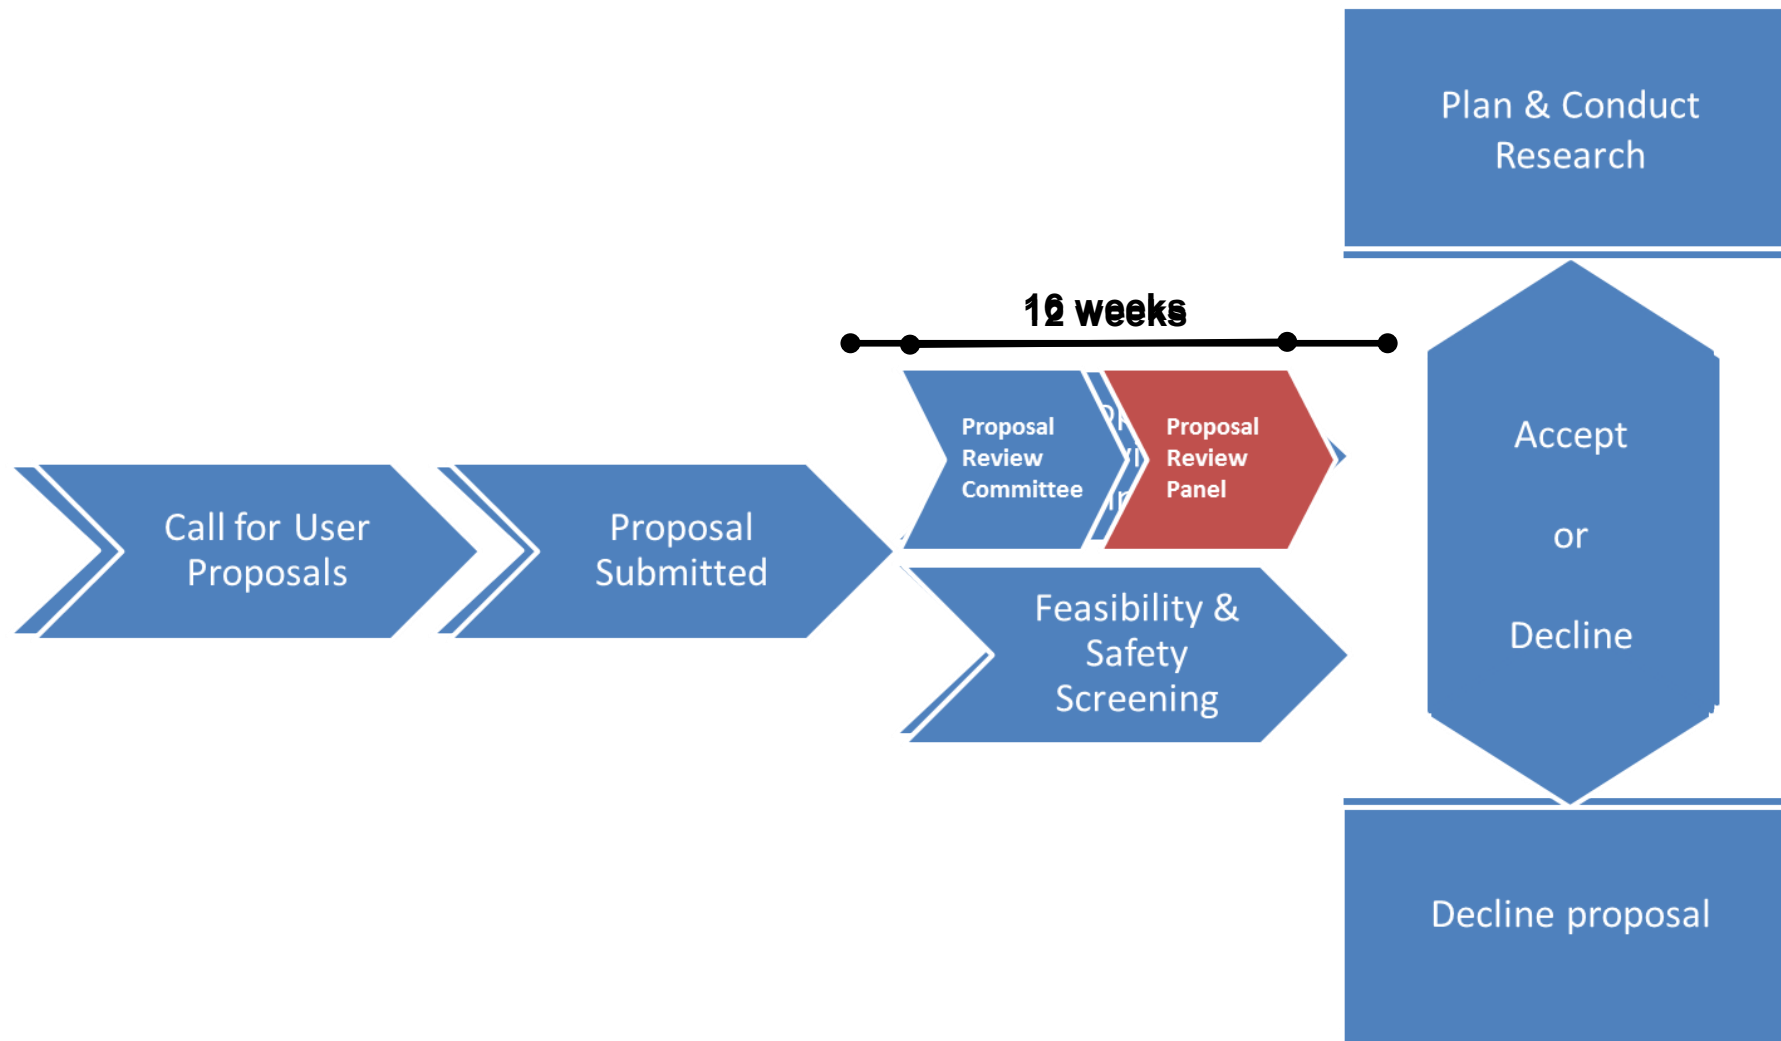 Plan & Conduct
Research
weeks
Proposal
Review
Committee
Proposal
Review
Panel
Call for User
Proposals
Proposal
Submitted
Feasibility &
Safety
Screening
Accept
or
Decline
Decline proposal